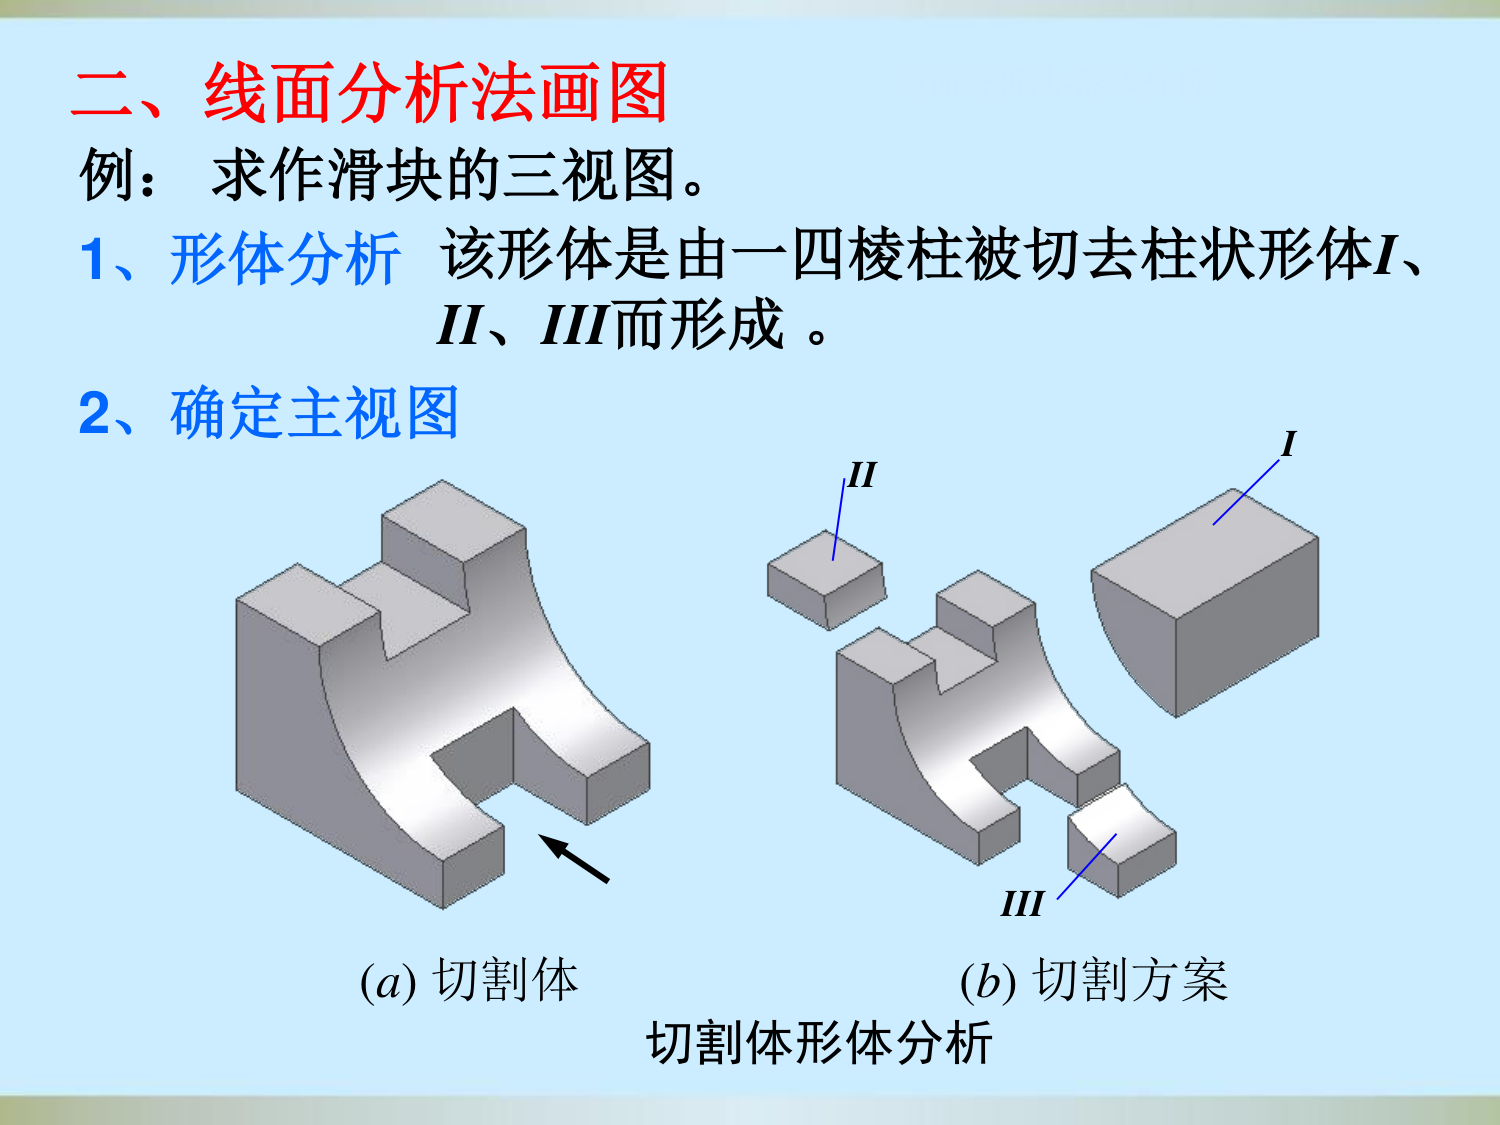 二、线面分析法画图
例： 求作滑块的三视图。
1、形体分析 该形体是由一四棱柱被切去柱状形体I、
II、III而形成 。
2、确定主视图
I
II
III
(a) 切割体
(b) 切割方案
切割体形体分析